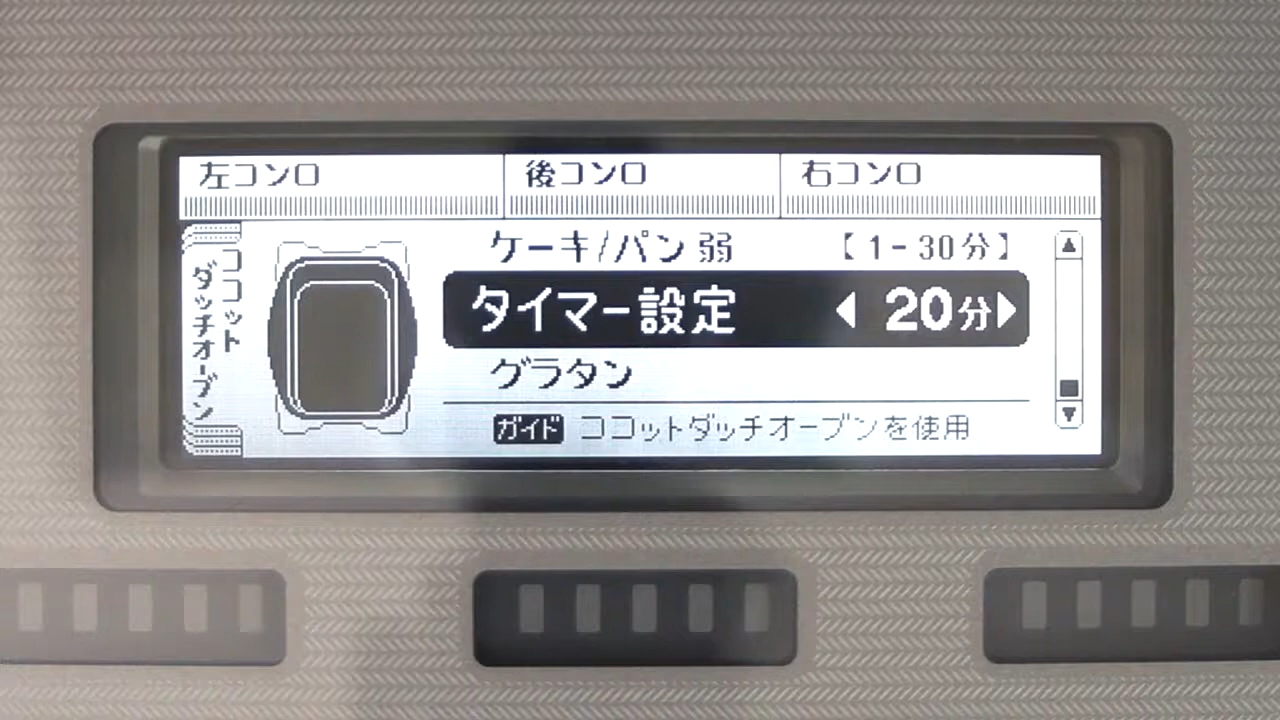 左コンロ 後コンロ 右コンロ
ココット
ダッチオーブン
ケーキ/パン 弱 【1-30分】
タイマー設定 ◀ 20分▶
グラタン
ガイド ココットダッチオーブンを使用